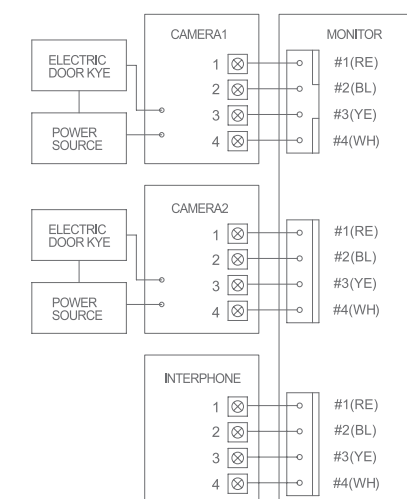 CAMERA1
MONITOR
ELECTRIC
DOOR KYE
POWER
SOURCE
1
2
3
4
#1(RE)
#2(BL)
#3(YE)
#4(WH)
CAMERA2
ELECTRIC
DOOR KYE
POWER
SOURCE
1
2
3
4
#1(RE)
#2(BL)
#3(YE)
#4(WH)
INTERPHONE
1
2
3
4
#1(RE)
#2(BL)
#3(YE)
#4(WH)